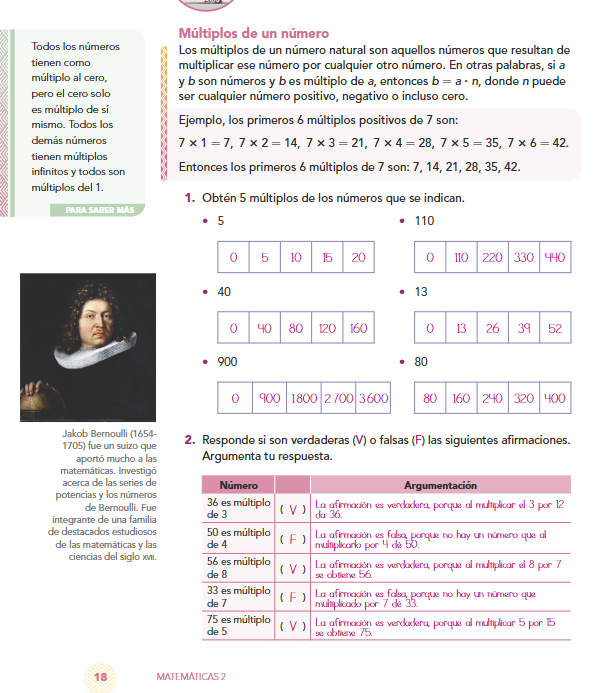 Múltiplos de un número
Los múltiplos de un número natural son aquellos números que resultan de
multiplicar ese número por cualquier otro número. En otras palabras, si a
y b son números y b es múltiplo de a, entonces b = a · n, donde n puede
ser cualquier número positivo, negativo o incluso cero.
Ejemplo, los primeros 6 múltiplos positivos de 7 son:
7 × 1 = 7, 7 × 2 = 14, 7 × 3 = 21, 7 × 4 = 28, 7 × 5 = 35, 7 × 6 = 42.
Entonces los primeros 6 múltiplos de 7 son: 7, 14, 21, 28, 35, 42.
Todos los números
tienen como
múltiplo al cero,
pero el cero solo
es múltiplo de sí
mismo. Todos los
demás números
tienen múltiplos
infinitos y todos son
múltiplos del 1.
PARA SABER MÁS
1. Obtén 5 múltiplos de los números que se indican.
• 5
0 5 10 15 20
• 110
0 110 220 330 440
• 40
0 40 80 120 160
• 13
0 13 26 39 52
• 900
0 900 1800 2700 3600
• 80
80 160 240 320 400
Jakob Bernoulli (1654-
1705) fue un suizo que
aportó mucho a las
matemáticas. Investigó
acerca de las series de
potencias y los números
de Bernoulli. Fue
integrante de una familia
de destacados estudiosos
de las matemáticas y las
ciencias del siglo XVII.
2. Responde si son verdaderas (V) o falsas (F) las siguientes afirmaciones.
Argumenta tu respuesta.
Número Argumentación
36 es múltiplo
de 3
( V )
La afirmación es verdadera, porque al multiplicar el 3 por 12
da 36.
50 es múltiplo
de 4
( F )
La afirmación es falsa, porque no hay un número que al
multiplicarlo por 4 dé 50.
56 es múltiplo
de 8
( V )
La afirmación es verdadera, porque al multiplicar el 8 por 7
se obtiene 56.
33 es múltiplo
de 7
( F )
La afirmación es falsa, porque no hay un número que
multiplicado por 7 dé 33.
75 es múltiplo
de 5
( V )
La afirmación es verdadera, porque al multiplicar 5 por 15
se obtiene 75.
18 MATEMÁTICAS 2